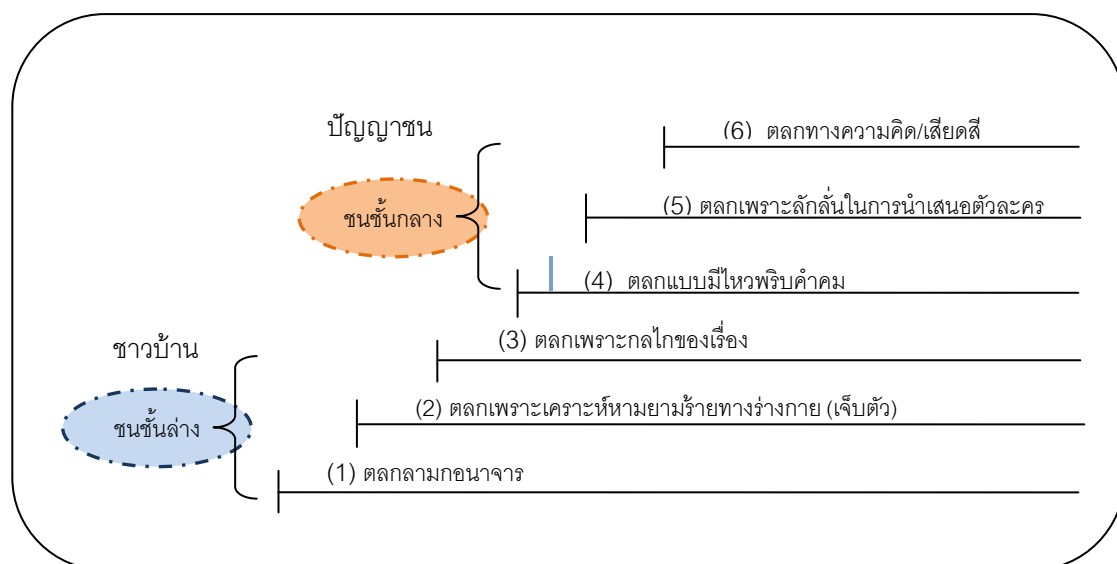 ปัญญาชน
(6) ตลกทางความคิด/เสียดสี
ชนชั้นกลาง
(5) ตลกเพราะลักลั่นในการนำเสนอตัวละคร
(4) ตลกแบบมีไหวพริบคำคม
(3) ตลกเพราะกลไกของเรื่อง
ชาวบ้าน
(2) ตลกเพราะเคราะห์หามยามร้ายทางร่างกาย (เจ็บตัว)
ชนชั้นล่าง
(1) ตลกลามกอนาจาร